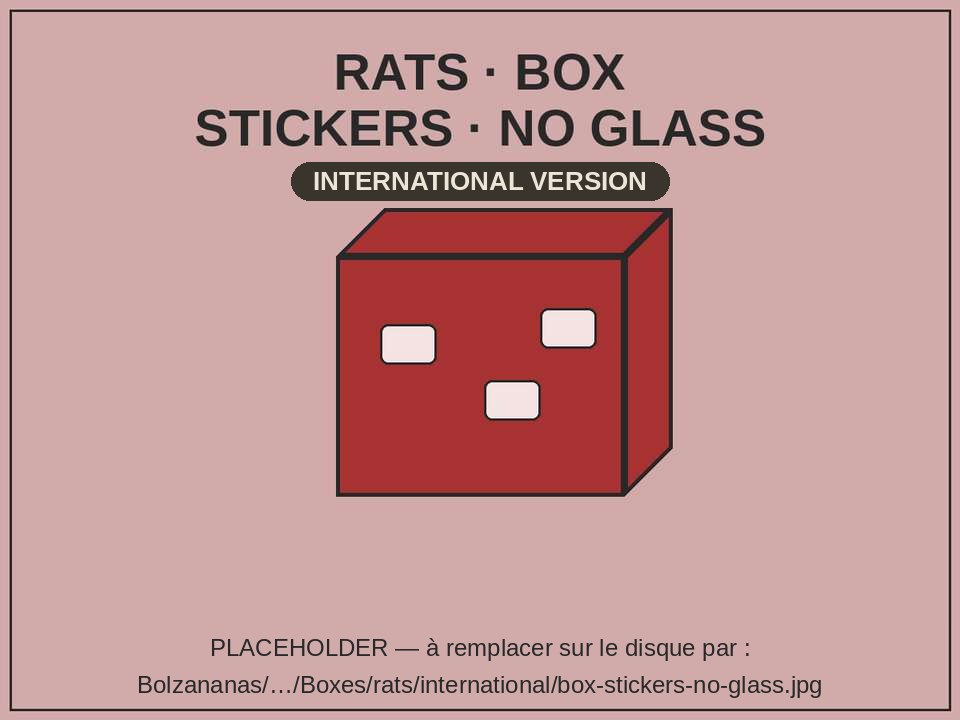 RATS · BOX
STICKERS · NO GLASS
INTERNATIONAL VERSION
PLACEHOLDER — à remplacer sur le disque par :
Bolzananas/…/Boxes/rats/international/box-stickers-no-glass.jpg